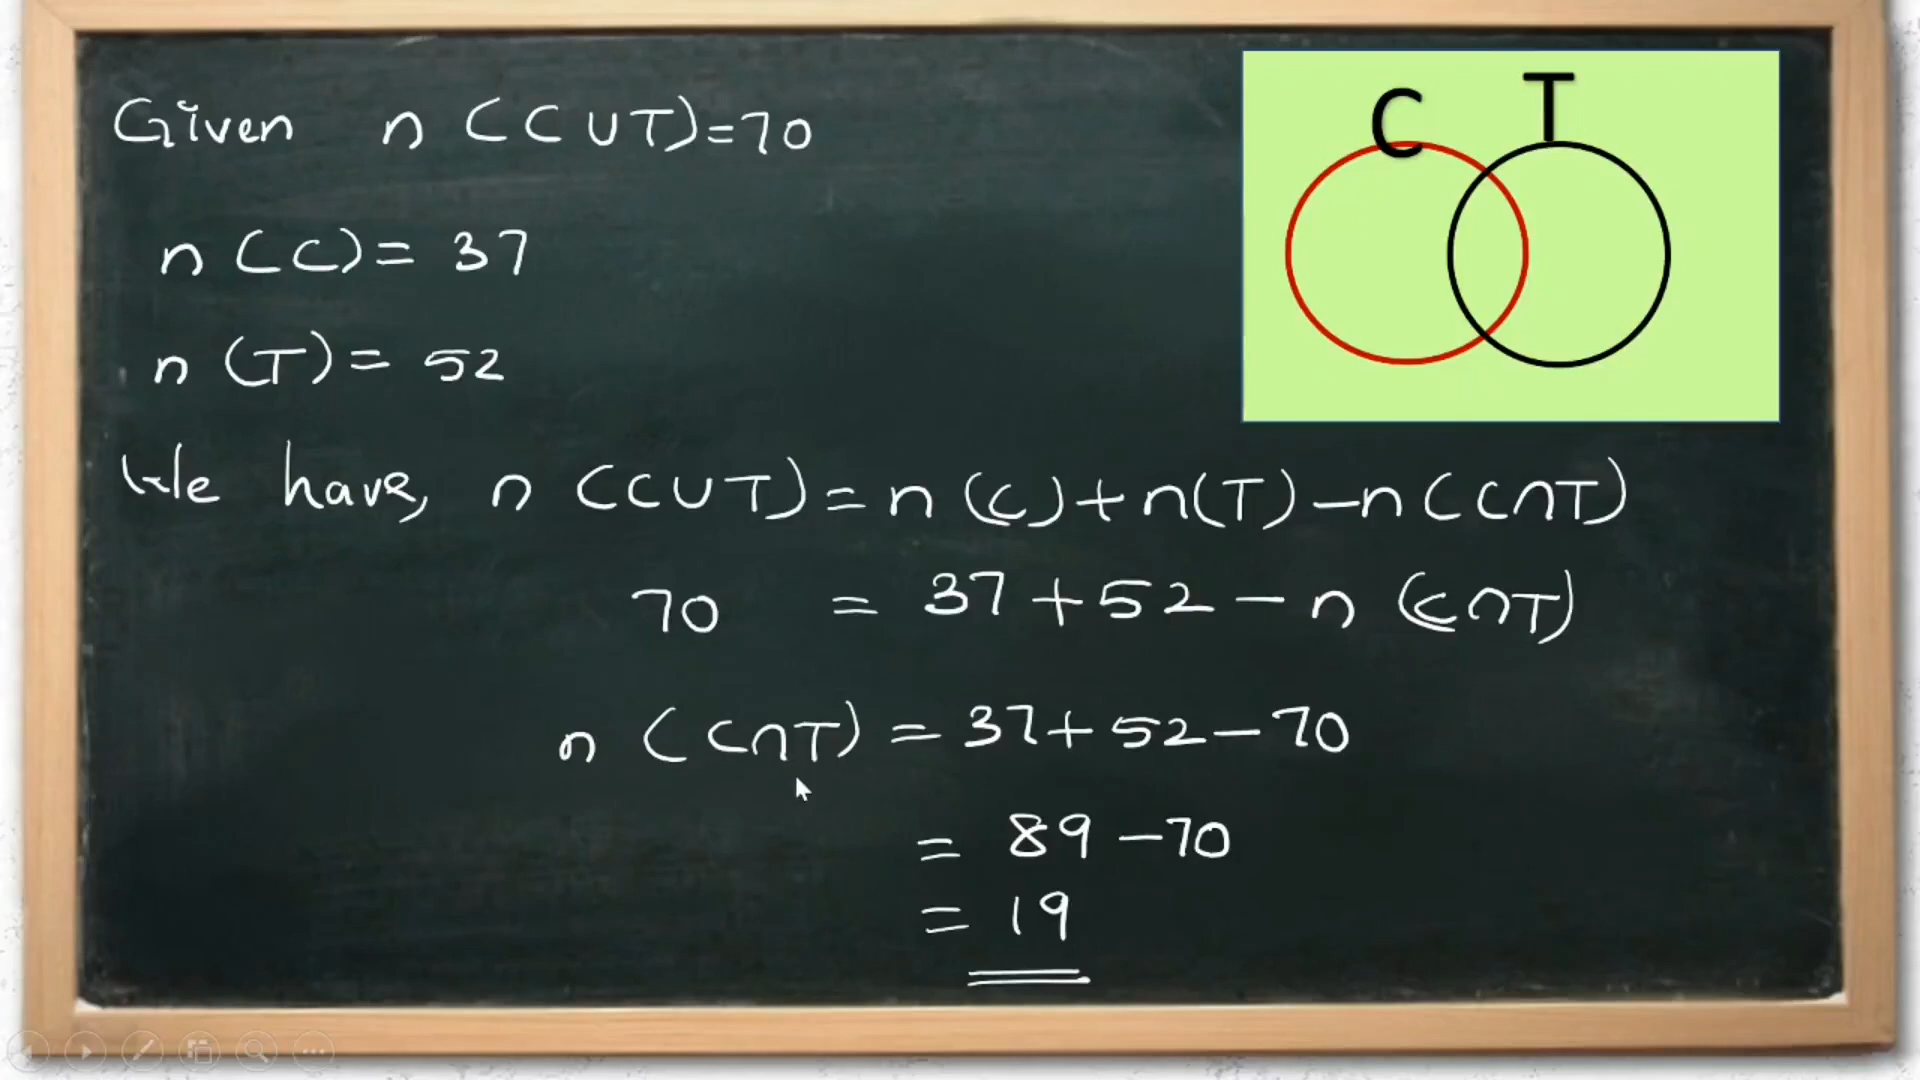 Given n (C∪T)=70
C T
n (C)= 37
n (T)= 52
We have, n (C∪T)=n (C)+n(T)-n(C∩T)
70 = 37+52-n (C∩T)
n (C∩T) = 37+52-70
= 89-70
= 19